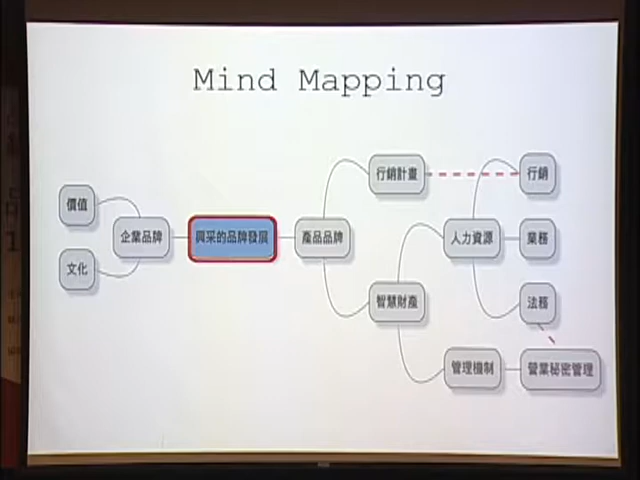 Mind Mapping
價值
文化
企業品牌
興采的品牌發展
產品品牌
行銷計畫
智慧財產
人力資源
管理機制
行銷
業務
法務
營業秘密管理